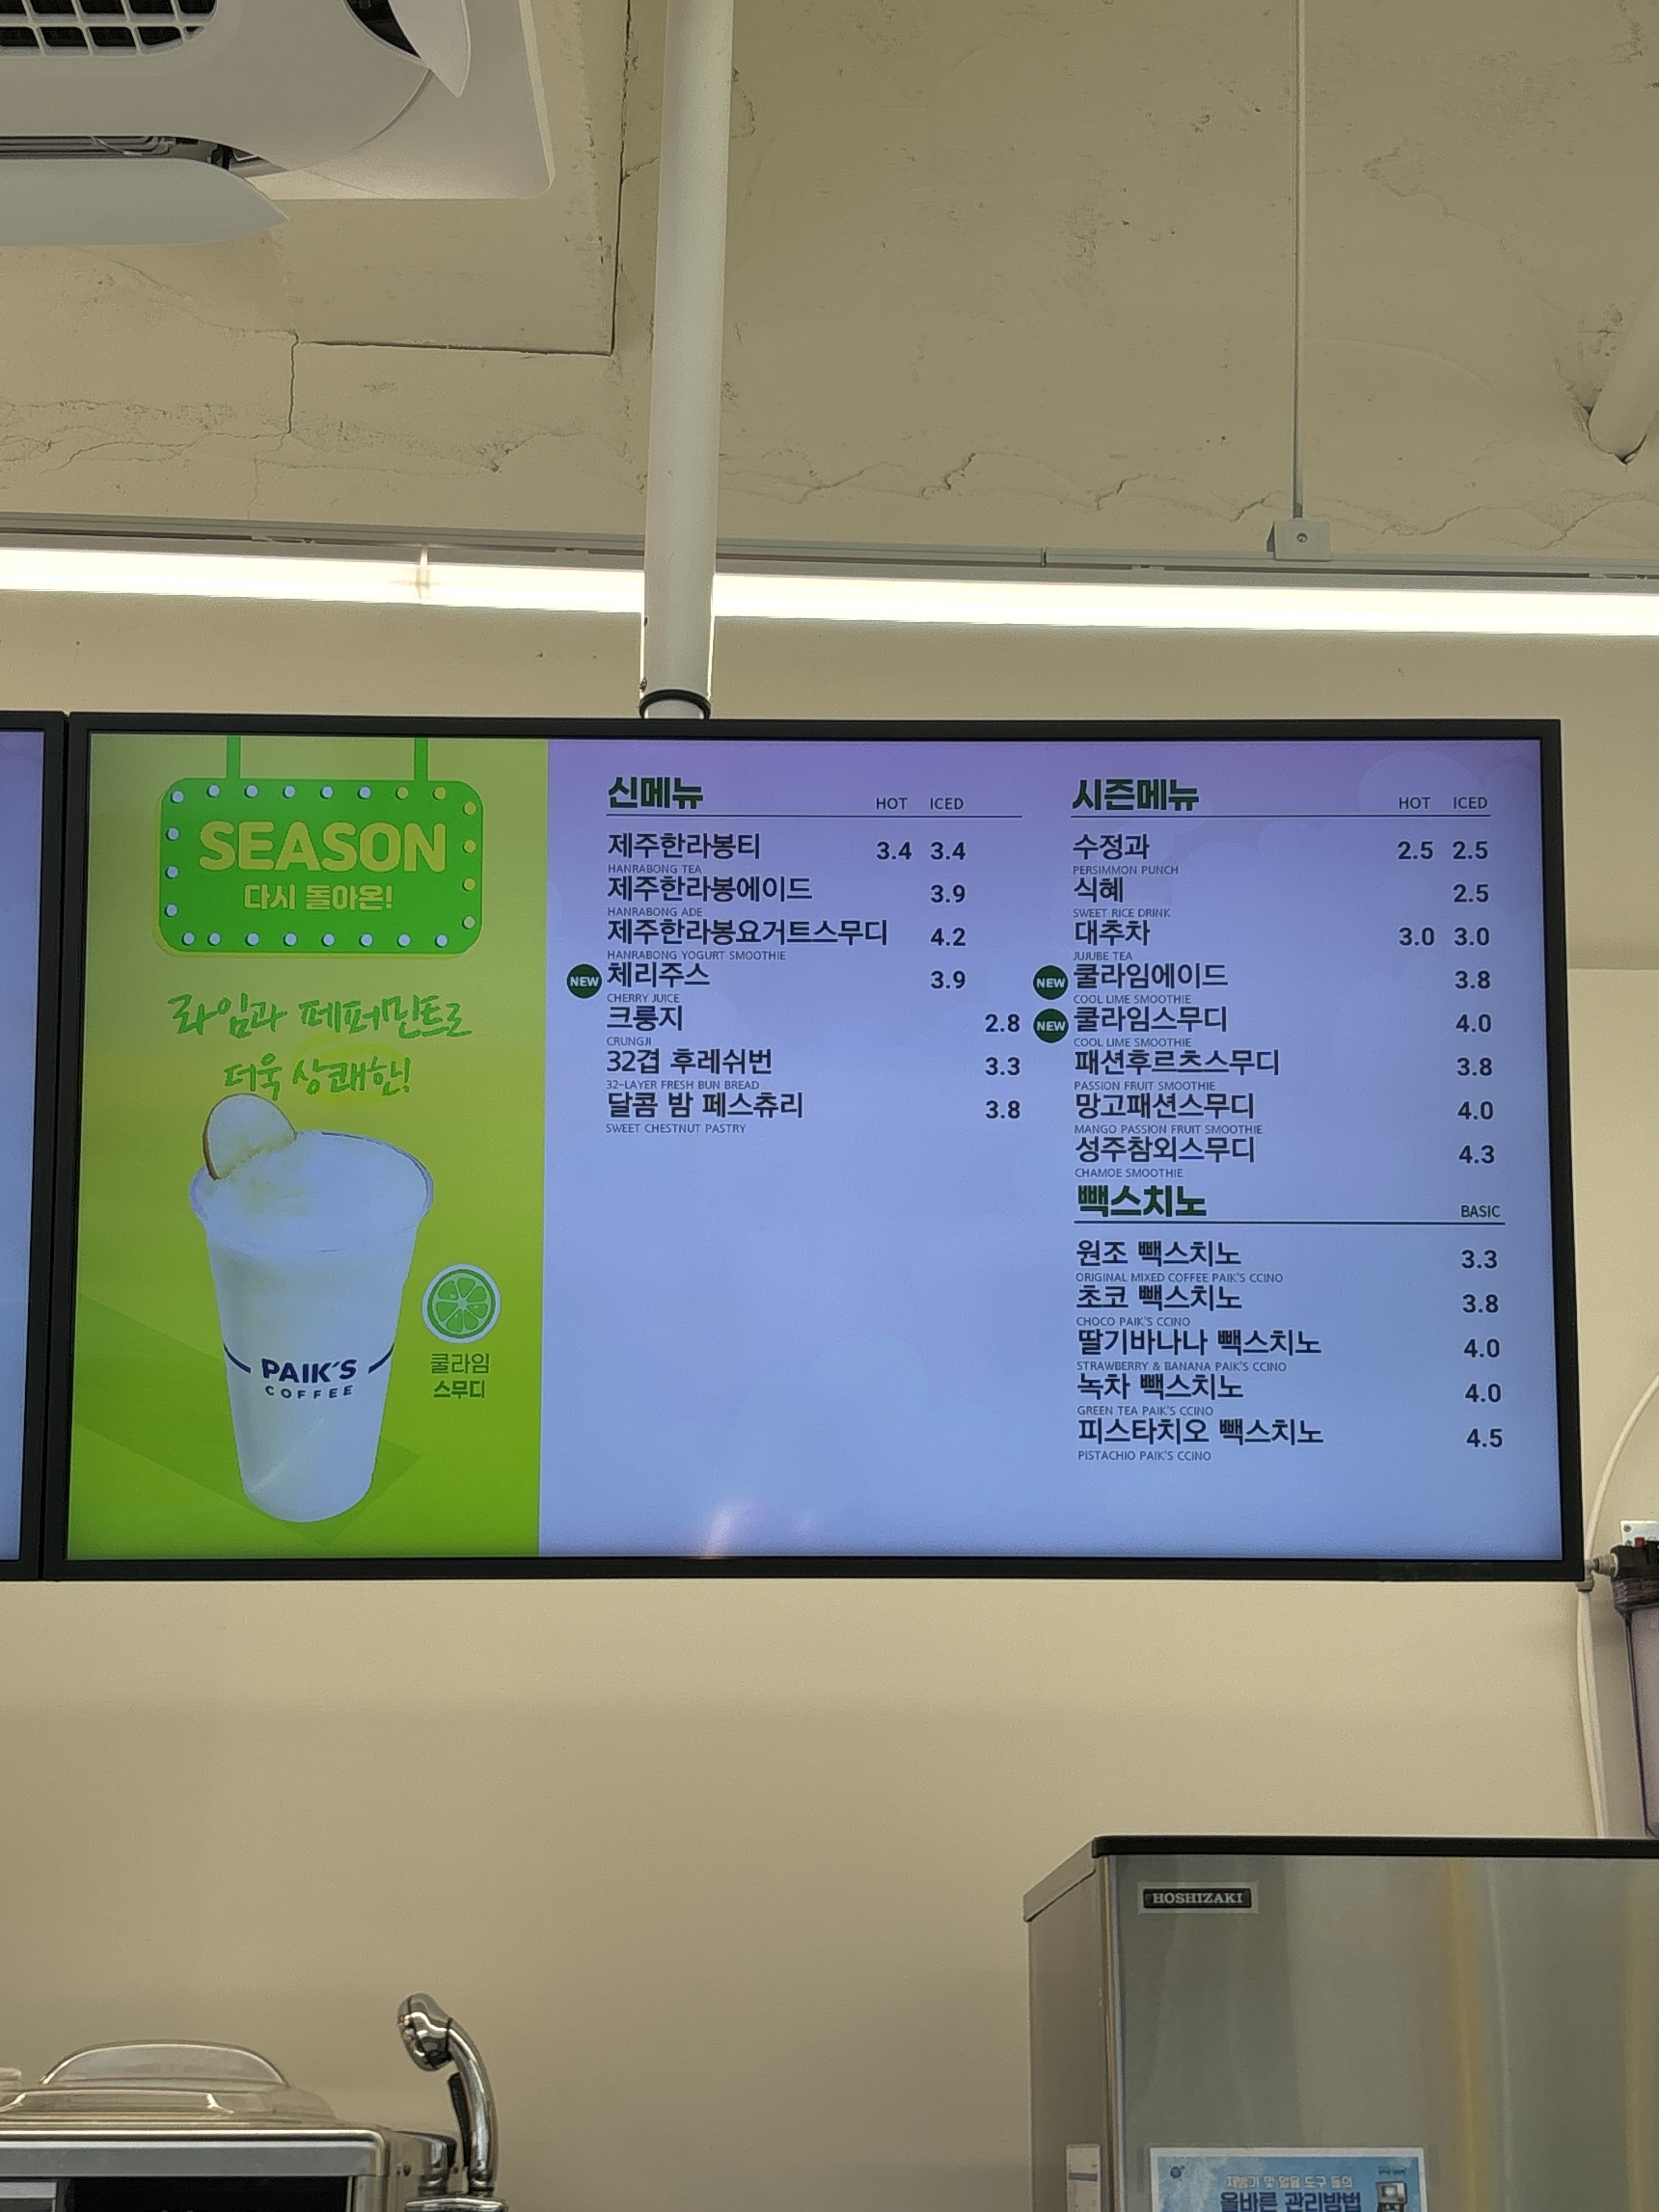 SEASON
다시 돌아온!
라임과 페퍼민트로
더욱 상쾌한!
PAIK'S
COFFEE
쿨라임
스무디
신메뉴 HOT ICED
제주한라봉티 3.4 3.4
HANRABONG TEA
제주한라봉에이드 3.9
HANRABONG ADE
제주한라봉요거트스무디 4.2
HANRABONG YOGURT SMOOTHIE
NEW 체리주스 3.9
CHERRY JUICE
크룽지 2.8
CRUNGJI
32겹 후레쉬번 3.3
32-LAYER FRESH BUN BREAD
달콤 밤 페스츄리 3.8
SWEET CHESTNUT PASTRY
시즌메뉴 HOT ICED
수정과 2.5 2.5
PERSIMMON PUNCH
식혜 2.5
SWEET RICE DRINK
대추차 3.0 3.0
JUJUBE TEA
NEW 쿨라임에이드 3.8
COOL LIME SMOOTHIE
NEW 쿨라임스무디 4.0
COOL LIME SMOOTHIE
패션후르츠스무디 3.8
PASSION FRUIT SMOOTHIE
망고패션스무디 4.0
MANGO PASSION FRUIT SMOOTHIE
성주참외스무디 4.3
CHAMOE SMOOTHIE
빽스치노 BASIC
원조 빽스치노 3.3
ORIGINAL MIXED COFFEE PAIK'S CCINO
초코 빽스치노 3.8
CHOCO PAIK'S CCINO
딸기바나나 빽스치노 4.0
STRAWBERRY & BANANA PAIK'S CCINO
녹차 빽스치노 4.0
GREEN TEA PAIK'S CCINO
피스타치오 빽스치노 4.5
PISTACHIO PAIK'S CCINO
HOSHIZAKI
제빙기 및 얼음 도구 등의
올바른 관리방법